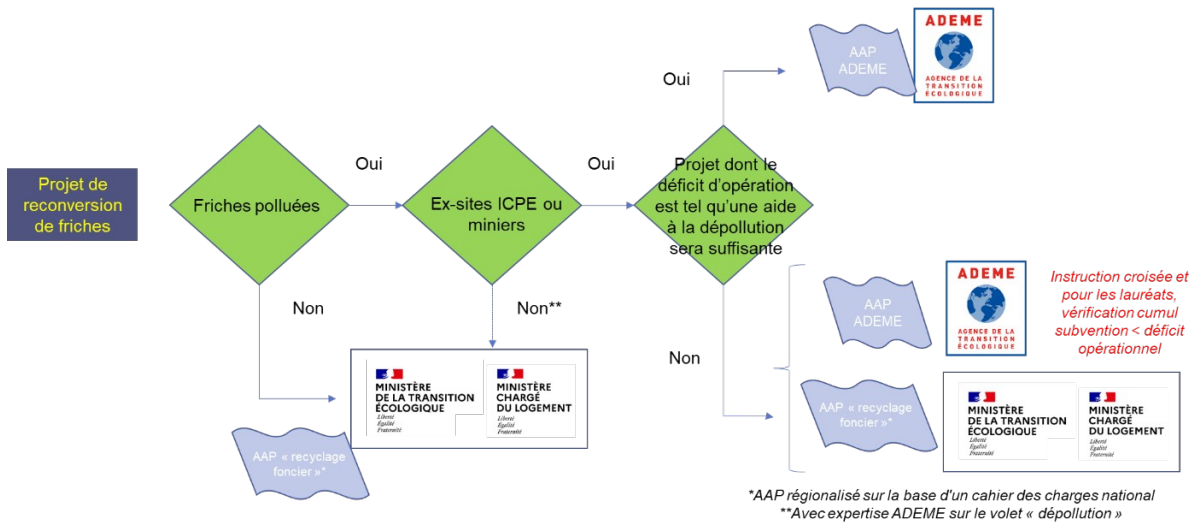 Projet de
reconversion
de friches
Friches polluées
Oui
Non
Ex-sites ICPE ou
miniers
Oui
Non**
Projet dont le
déficit d'opération
est tel qu'une aide
à la dépollution
sera suffisante
Oui
Non
AAP
ADEME
ADEME
AGENCE DE LA
TRANSITION
ÉCOLOGIQUE
AAP
ADEME
ADEME
AGENCE DE LA
TRANSITION
ÉCOLOGIQUE
Instruction croisée et
pour les lauréats,
vérification cumul
subvention < déficit
opérationnel
MINISTÈRE
DE LA TRANSITION
ÉCOLOGIQUE
Liberté
Égalité
Fraternité
MINISTÈRE
CHARGÉ
DU LOGEMENT
Liberté
Égalité
Fraternité
AAP « recyclage
foncier »*
AAP « recyclage
foncier »*
MINISTÈRE
DE LA TRANSITION
ÉCOLOGIQUE
Liberté
Égalité
Fraternité
MINISTÈRE
CHARGÉ
DU LOGEMENT
Liberté
Égalité
Fraternité
*AAP régionalisé sur la base d'un cahier des charges national
**Avec expertise ADEME sur le volet « dépollution »